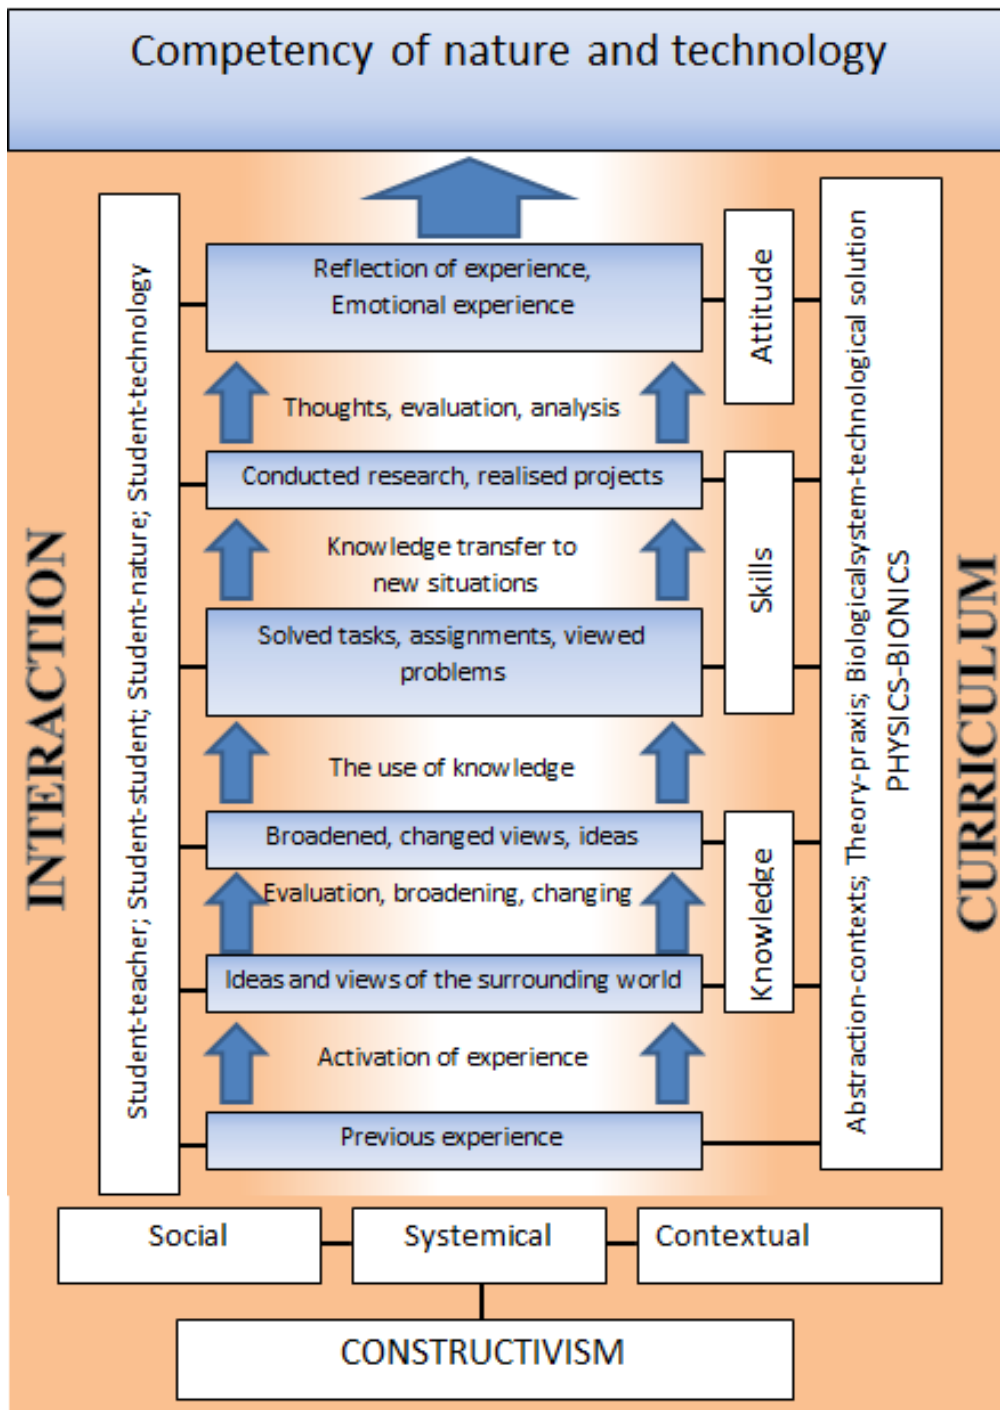 Competency of nature and technology
INTERACTION
Student-teacher; Student-student; Student-nature; Student-technology
Reflection of experience,
Emotional experience
Thoughts, evaluation, analysis
Conducted research, realised projects
Knowledge transfer to
new situations
Solved tasks, assignments, viewed
problems
The use of knowledge
Broadened, changed views, ideas
Evaluation, broadening, changing
Ideas and views of the surrounding world
Activation of experience
Previous experience
Attitude
Skills
Knowledge
Abstraction-contexts; Theory-praxis; Biologicalsystem-technological solution
PHYSICS-BIONICS
CURRICULUM
Social
Systemical
Contextual
CONSTRUCTIVISM